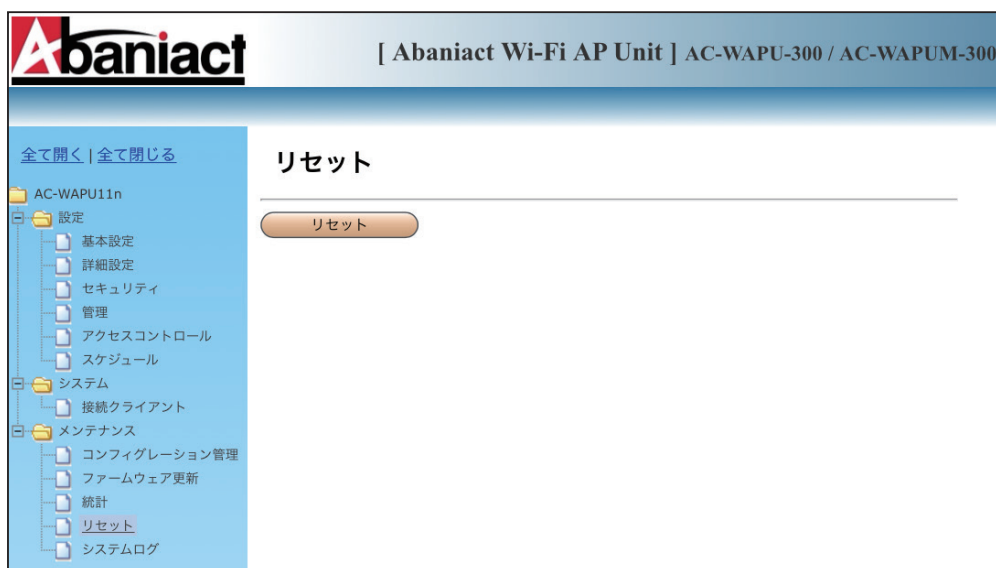 Abaniact
[ Abaniact Wi-Fi AP Unit ] AC-WAPU-300 / AC-WAPUM-300
全て開く | 全て閉じる
AC-WAPU11n
設定
基本設定
詳細設定
セキュリティ
管理
アクセスコントロール
スケジュール
システム
接続クライアント
メンテナンス
コンフィグレーション管理
ファームウェア更新
統計
リセット
システムログ
リセット
リセット